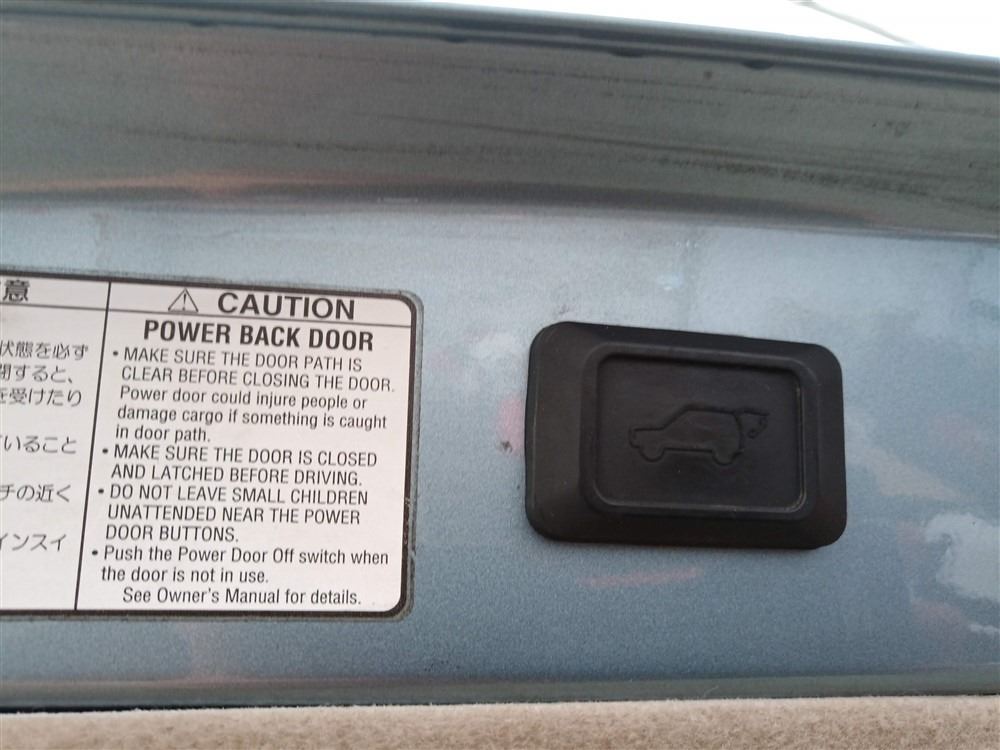 意
状態を必ず
閉すると、
を受けたり
ていること
チの近く
インスイ
CAUTION
POWER BACK DOOR
• MAKE SURE THE DOOR PATH IS
CLEAR BEFORE CLOSING THE DOOR.
Power door could injure people or
damage cargo if something is caught
in door path.
• MAKE SURE THE DOOR IS CLOSED
AND LATCHED BEFORE DRIVING.
• DO NOT LEAVE SMALL CHILDREN
UNATTENDED NEAR THE POWER
DOOR BUTTONS.
• Push the Power Door Off switch when
the door is not in use.
See Owner's Manual for details.